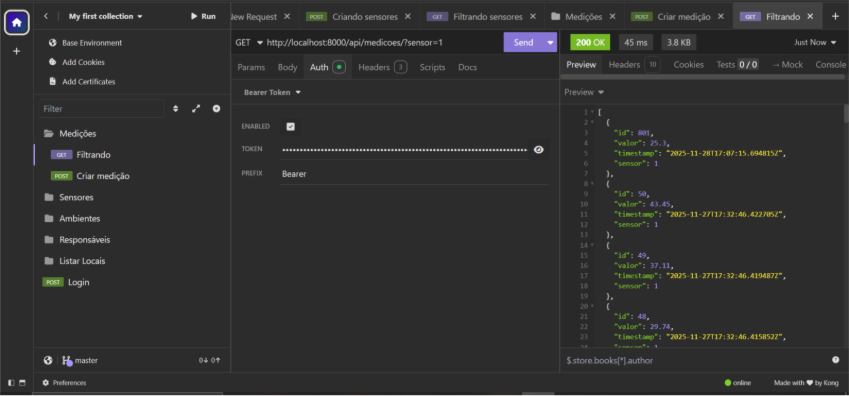 My first collection
Run
New Request
POST Criando sensores
GET Filtrando sensores
Medições
POST Criar medição
GET Filtrando
Base Environment
Add Cookies
Add Certificates
Filter
Medições
GET Filtrando
POST Criar medição
Sensores
Ambientes
Responsáveis
Listar Locais
POST Login
master
0↓ 0↑
Preferences
GET http://localhost:8000/api/medicoes/?sensor=1
Send
Params Body Auth Headers 3 Scripts Docs
Bearer Token
ENABLED
TOKEN
PREFIX Bearer
200 OK 45 ms 3.8 KB Just Now
Preview Headers 10 Cookies Tests 0 / 0 → Mock Console
Preview
1 [
2 {
3 "id": 801,
4 "valor": 25.3,
5 "timestamp": "2025-11-28T17:07:15.694815Z",
6 "sensor": 1
7 },
8 {
9 "id": 50,
10 "valor": 43.45,
11 "timestamp": "2025-11-27T17:32:46.422705Z",
12 "sensor": 1
13 },
14 {
15 "id": 49,
16 "valor": 37.11,
17 "timestamp": "2025-11-27T17:32:46.419487Z",
18 "sensor": 1
19 },
20 {
21 "id": 48,
22 "valor": 29.74,
23 "timestamp": "2025-11-27T17:32:46.415852Z",
24 "sensor": 1
$.store.books[*].author
online
Made with ♥ by Kong